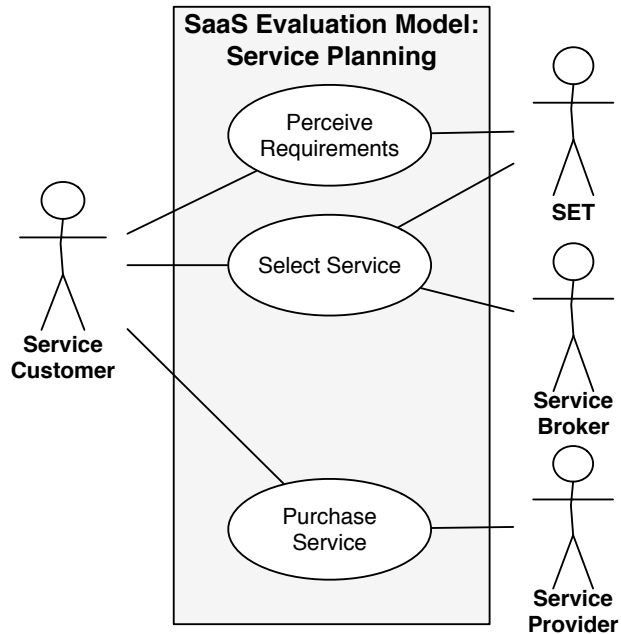 SaaS Evaluation Model:
Service Planning
Perceive
Requirements
SET
Select Service
Service
Customer
Service
Broker
Purchase
Service
Service
Provider